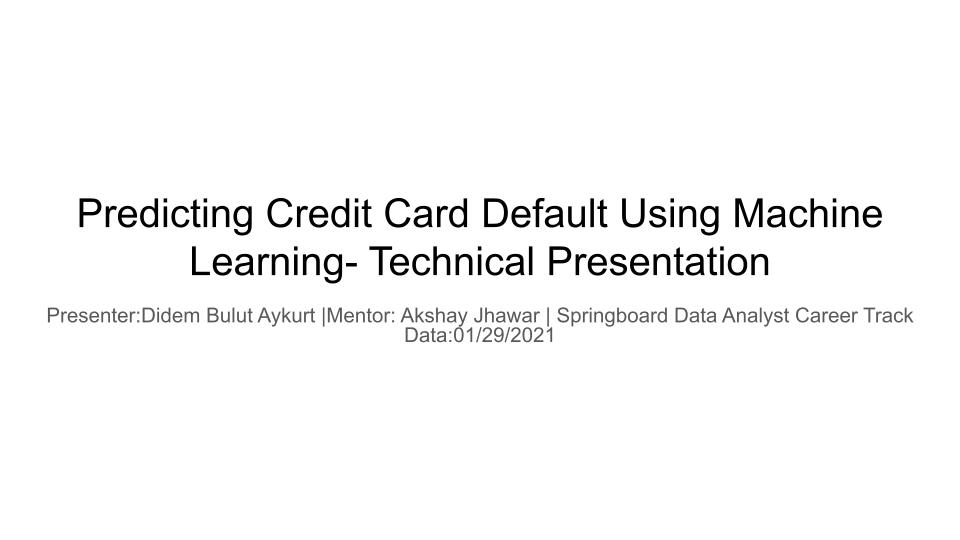 Predicting Credit Card Default Using Machine
Learning- Technical Presentation
Presenter:Didem Bulut Aykurt |Mentor: Akshay Jhawar | Springboard Data Analyst Career Track
Data:01/29/2021